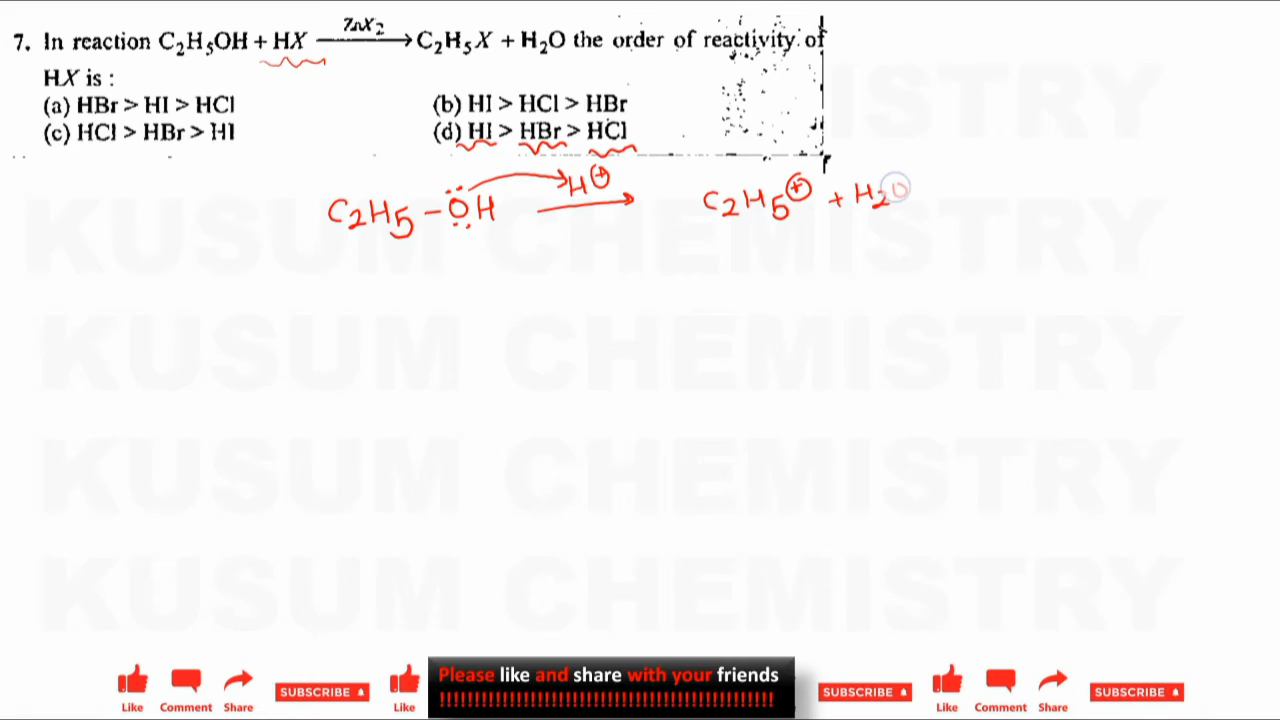 7. In reaction C₂H₅OH + HX ⟶ C₂H₅X + H₂O the order of reactivity of
ZnX₂
HX is :
(a) HBr > HI > HCl (b) HI > HCl > HBr
(c) HCl > HBr > HI (d) HI > HBr > HCl
C₂H₅ – OH H⊕ ⟶ C₂H₅⊕ + H₂O
KUSUM CHEMISTRY
KUSUM CHEMISTRY
KUSUM CHEMISTRY
KUSUM CHEMISTRY
Please like and share with your friends
!!!!!!!!!!!!!!!!!!!!!!!!!!!!!!!!!!!!!!!!!!!!!!!!!!
Like Comment Share SUBSCRIBE Like SUBSCRIBE Like Comment Share SUBSCRIBE